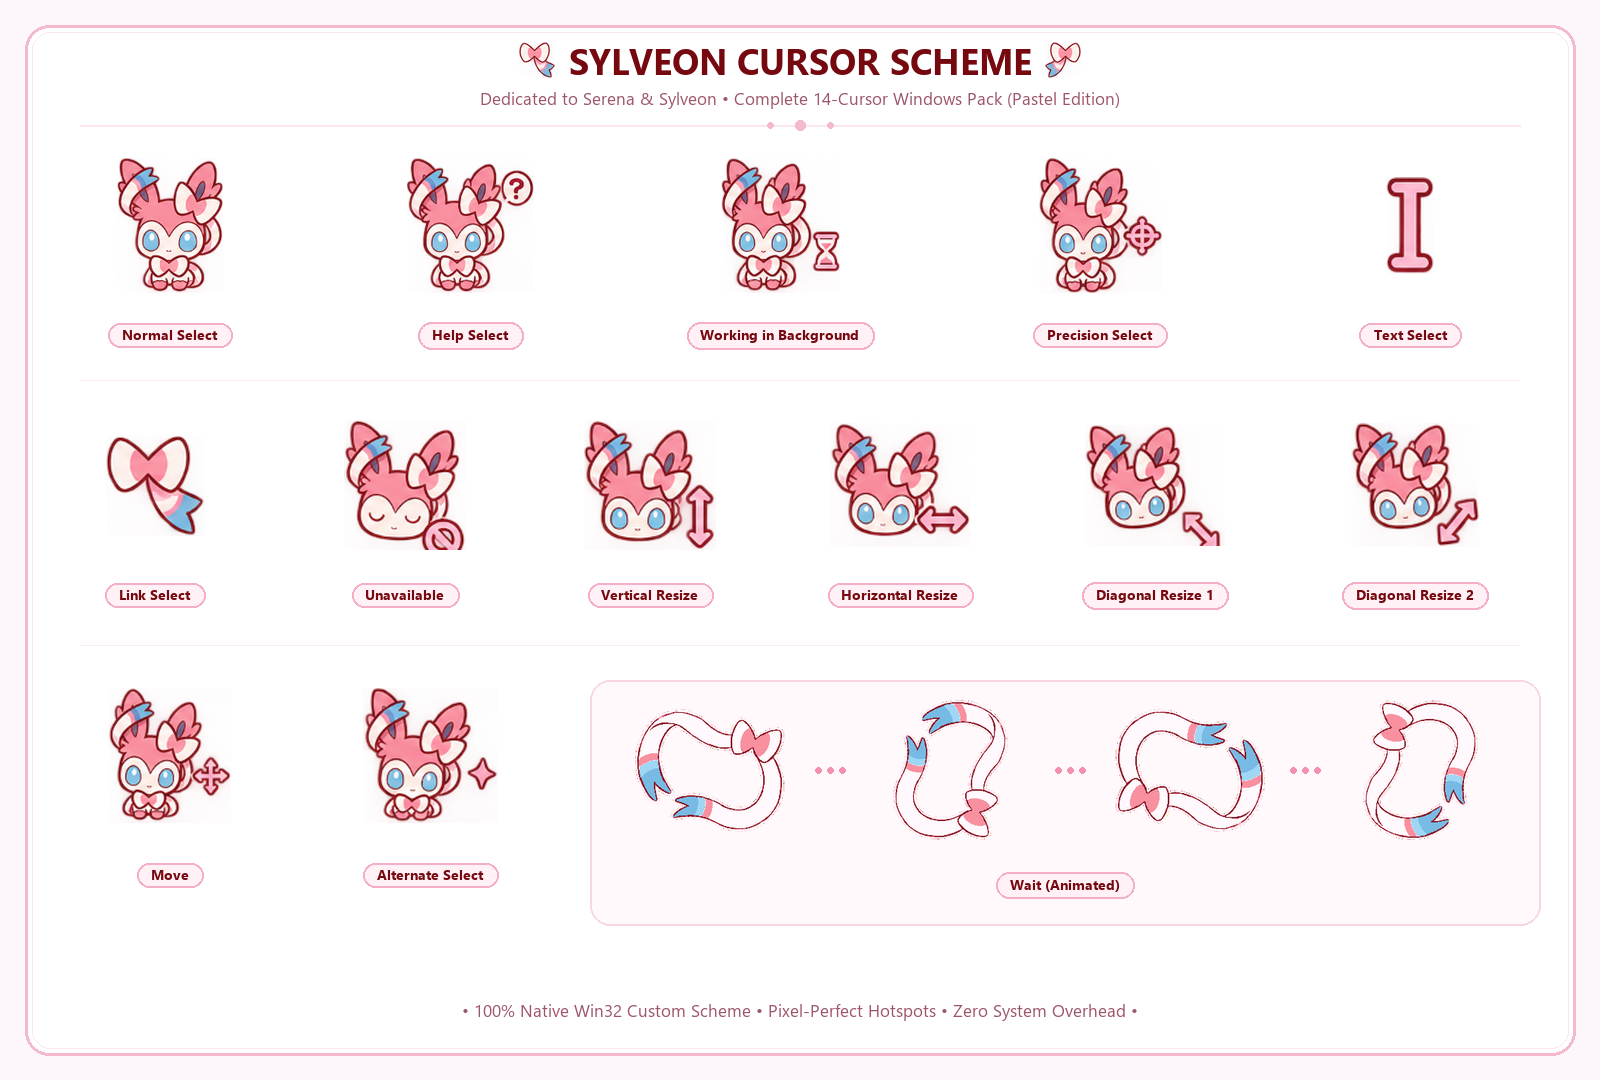 SYLVEON CURSOR SCHEME
Dedicated to Serena & Sylveon • Complete 14-Cursor Windows Pack (Pastel Edition)
?
Normal Select
Help Select
Working in Background
Precision Select
Text Select
Link Select
Unavailable
Vertical Resize
Horizontal Resize
Diagonal Resize 1
Diagonal Resize 2
Move
Alternate Select
Wait (Animated)
• 100% Native Win32 Custom Scheme • Pixel-Perfect Hotspots • Zero System Overhead •